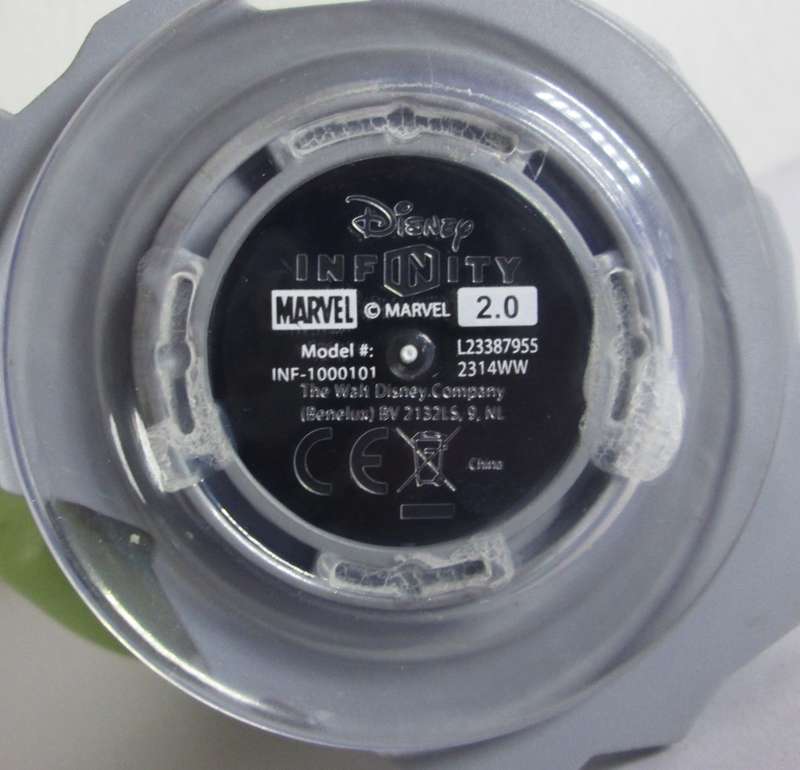 Disney
INFINITY
MARVEL © MARVEL 2.0
Model #: L23387955
INF-1000101 2314WW
The Walt Disney Company
(Benelux) BV 2132LS, 9, NL
CE China